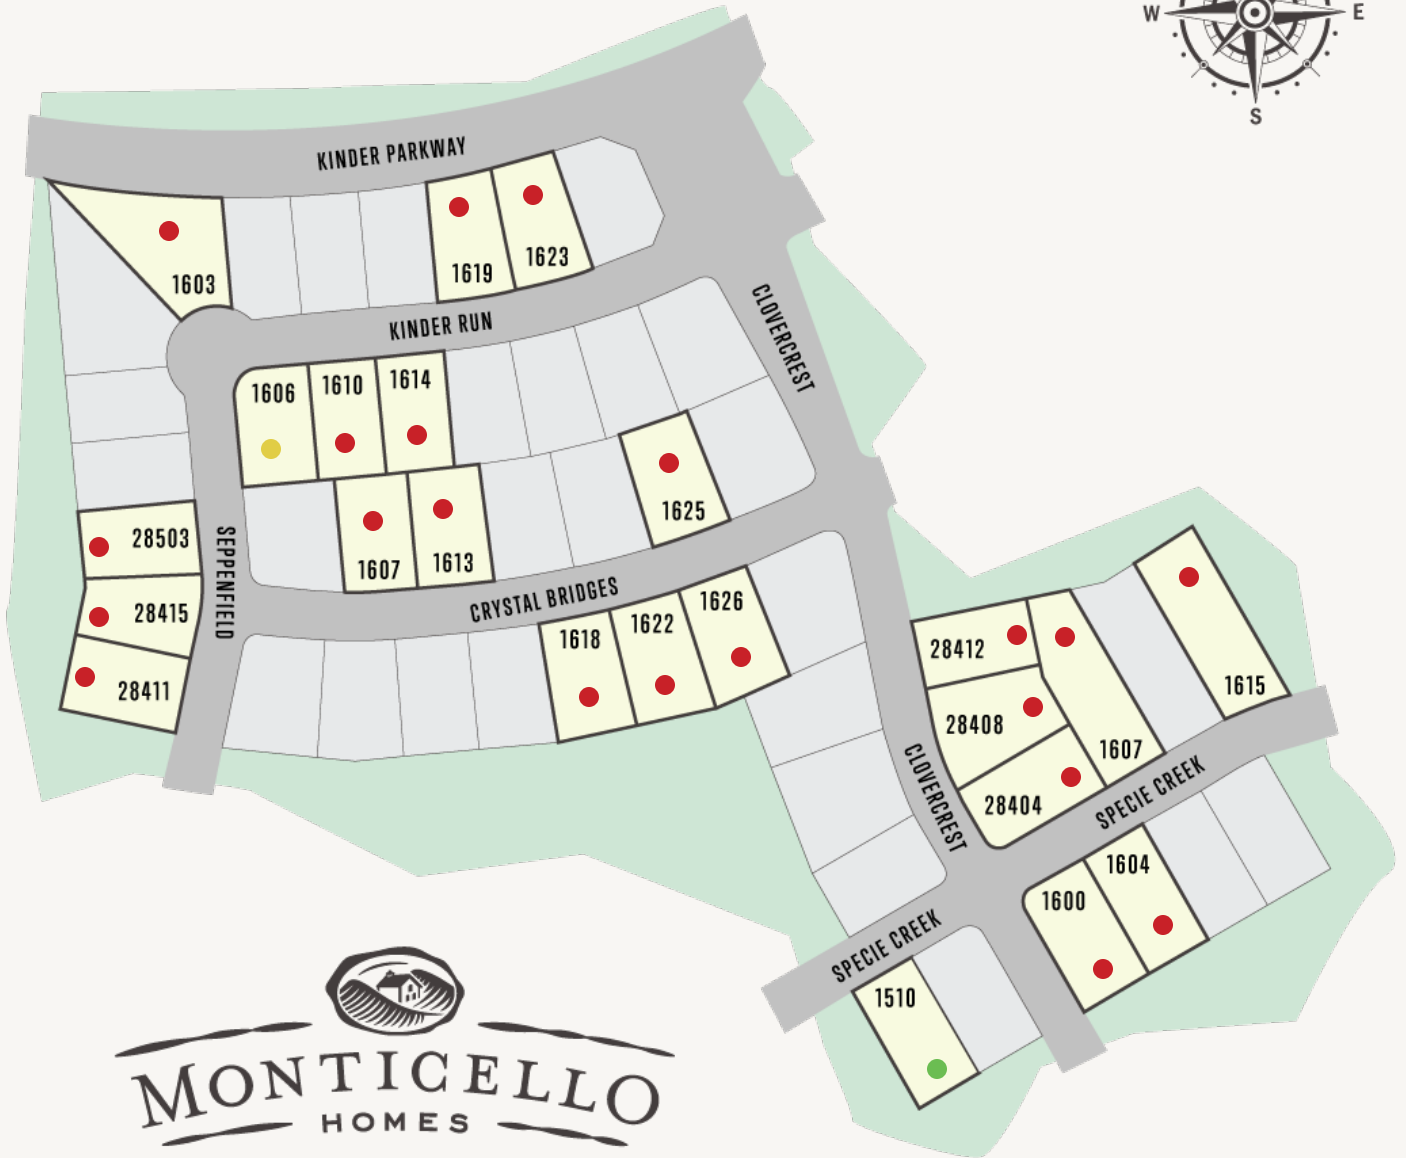 W
E
S
KINDER PARKWAY
1603
1619
1623
KINDER RUN
CLOVERCREST
1606
1610
1614
1625
1607
1613
28503
28415
28411
SEPPENFIELD
CRYSTAL BRIDGES
1618
1622
1626
28412
28408
28404
1607
1615
CLOVERCREST
SPECIE CREEK
1600
1604
SPECIE CREEK
1510
MONTICELLO
HOMES